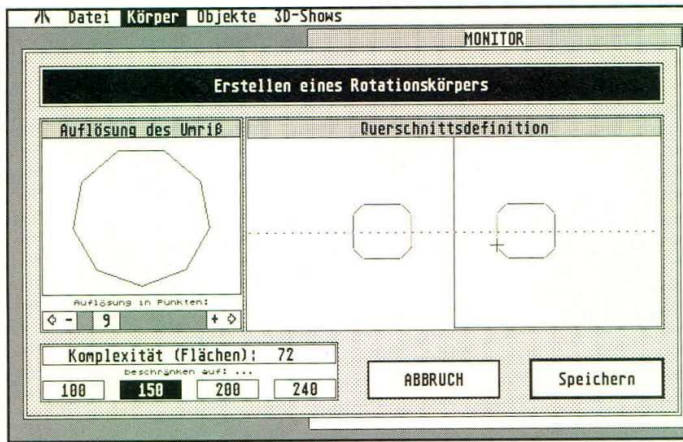 Datei Körper Objekte 3D-Shows
MONITOR
Erstellen eines Rotationskörpers
Auflösung des Umriß
Querschnittsdefinition
Auflösung in Punkten:
- 9 +
Komplexität (Flächen): 72
beschränken auf: ...
100 150 200 240
ABBRUCH
Speichern